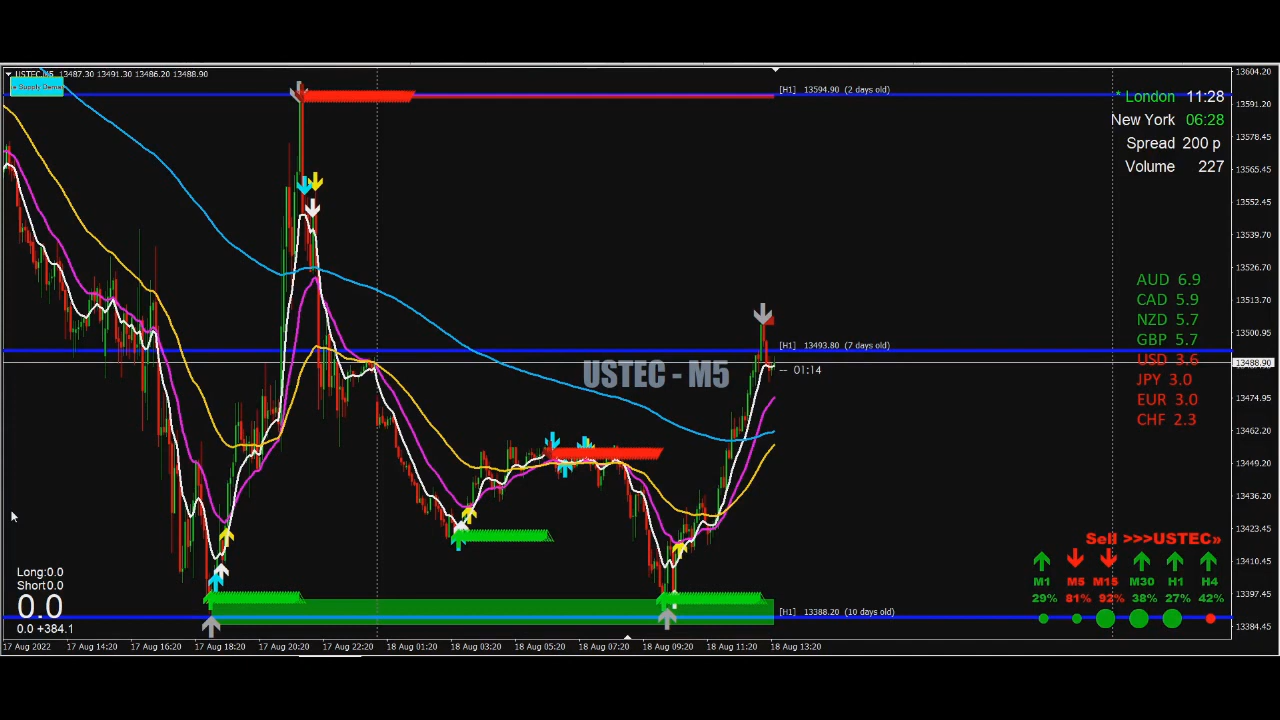 USTEC,M5 13487.30 13491.30 13486.20 13488.90
e Supply Dema
[H1] 13594.90 (2 days old)
* London 11:28
New York 06:28
Spread 200 p
Volume 227
13604.20
13591.20
13578.45
13565.45
13552.45
13539.70
13526.70
13513.70
13500.95
13488.90
13474.95
13462.20
13449.20
13436.20
13423.45
13410.45
13397.45
13384.45
AUD 6.9
CAD 5.9
NZD 5.7
GBP 5.7
USD 3.6
JPY 3.0
EUR 3.0
CHF 2.3
[H1] 13493.80 (7 days old)
USTEC - M5
-- 01:14
Sell >>>USTEC»
M1 M5 M15 M30 H1 H4
29% 81% 92% 38% 27% 42%
Long:0.0
Short0.0
0.0
0.0 +384.1
[H1] 13388.20 (10 days old)
17 Aug 2022 17 Aug 14:20 17 Aug 16:20 17 Aug 18:20 17 Aug 20:20 17 Aug 22:20 18 Aug 01:20 18 Aug 03:20 18 Aug 05:20 18 Aug 07:20 18 Aug 09:20 18 Aug 11:20 18 Aug 13:20